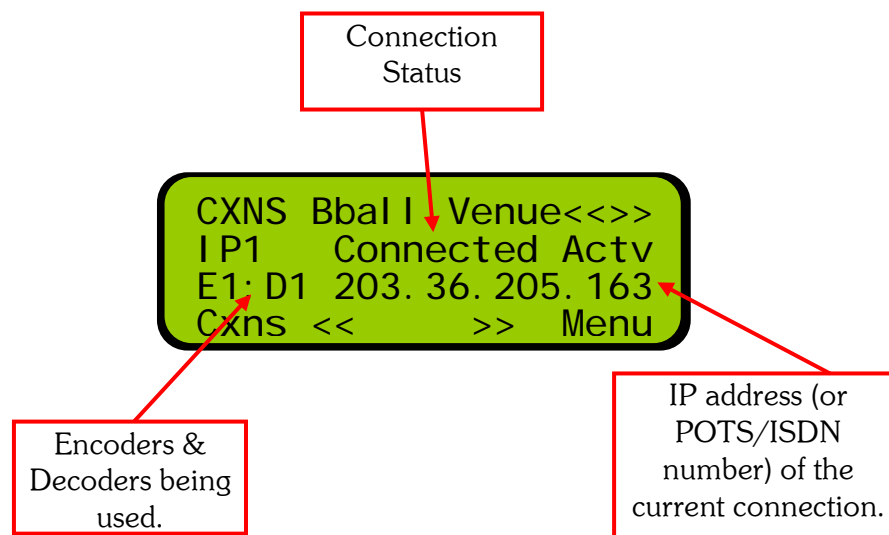 Connection
Status
CXNS Bball Venue<<>>
IP1 Connected Actv
E1:D1 203.36.205.163
Cxns << >> Menu
Encoders &
Decoders being
used.
IP address (or
POTS/ISDN
number) of the
current connection.